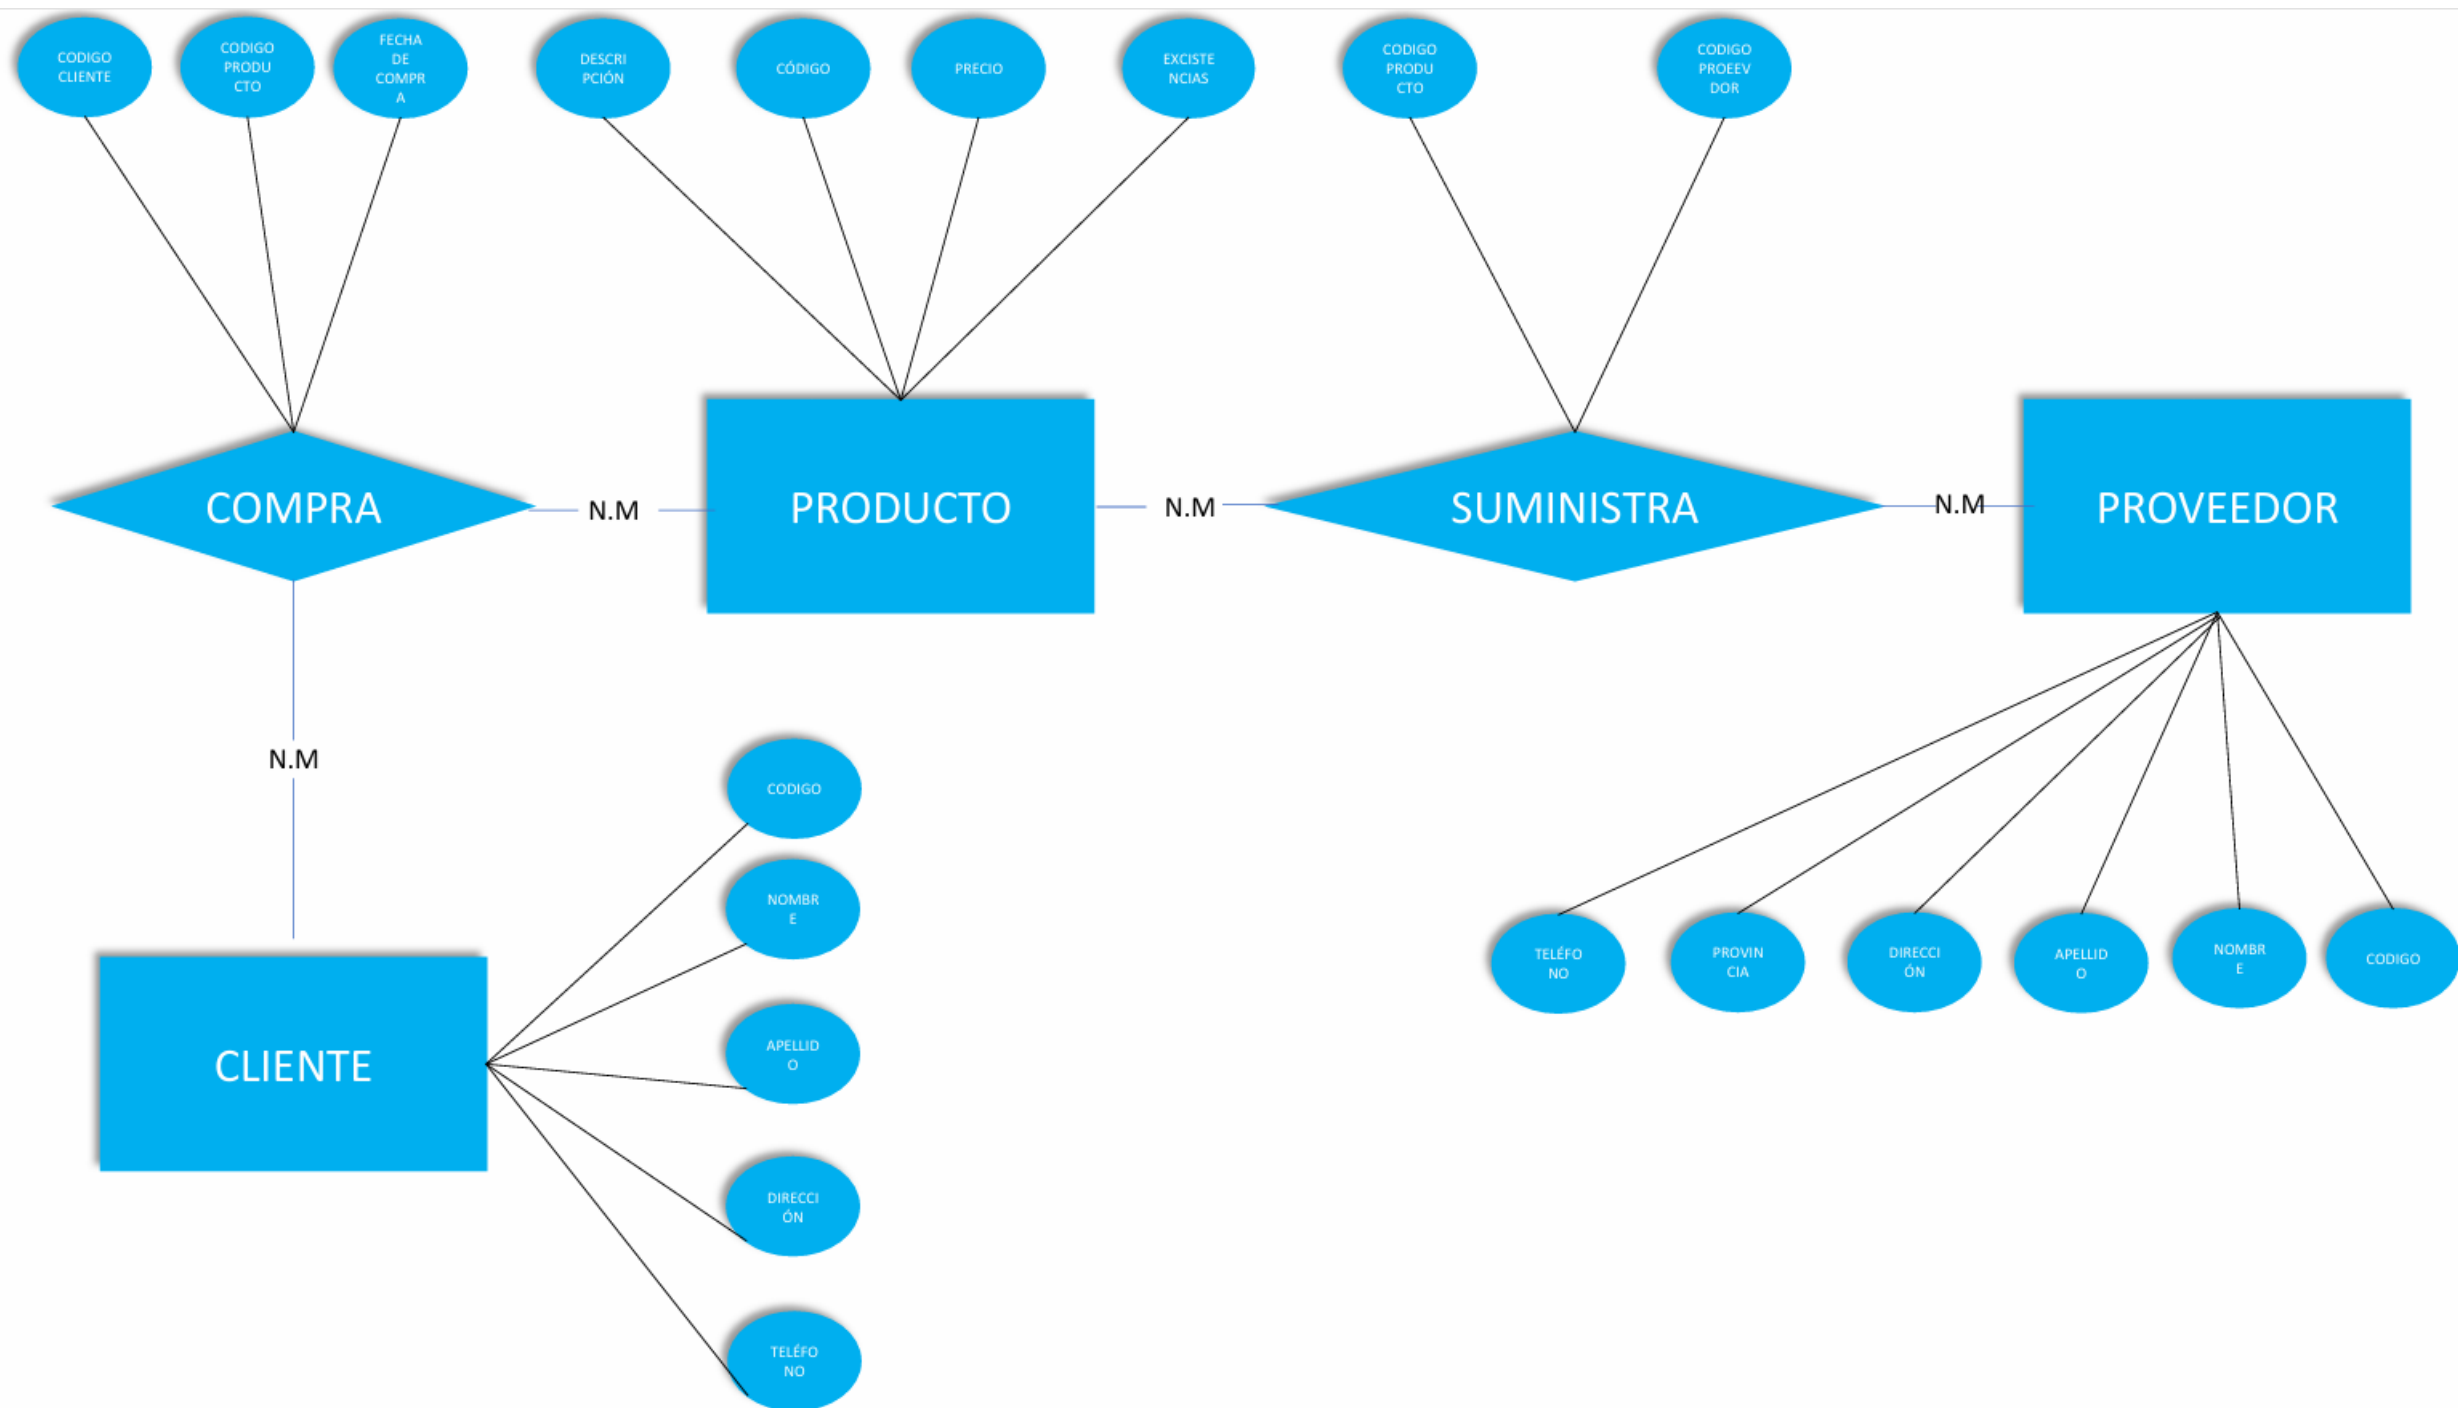 CODIGO
CLIENTE
CODIGO
PRODU
CTO
FECHA
DE
COMPR
A
DESCRI
PCIÓN
CÓDIGO
PRECIO
EXCISTE
NCIAS
CODIGO
PRODU
CTO
CODIGO
PROEEV
DOR
COMPRA
N.M
PRODUCTO
N.M
SUMINISTRA
N.M
PROVEEDOR
N.M
CODIGO
NOMBR
E
APELLID
O
DIRECCI
ÓN
TELÉFO
NO
CLIENTE
TELÉFO
NO
PROVIN
CIA
DIRECCI
ÓN
APELLID
O
NOMBR
E
CODIGO